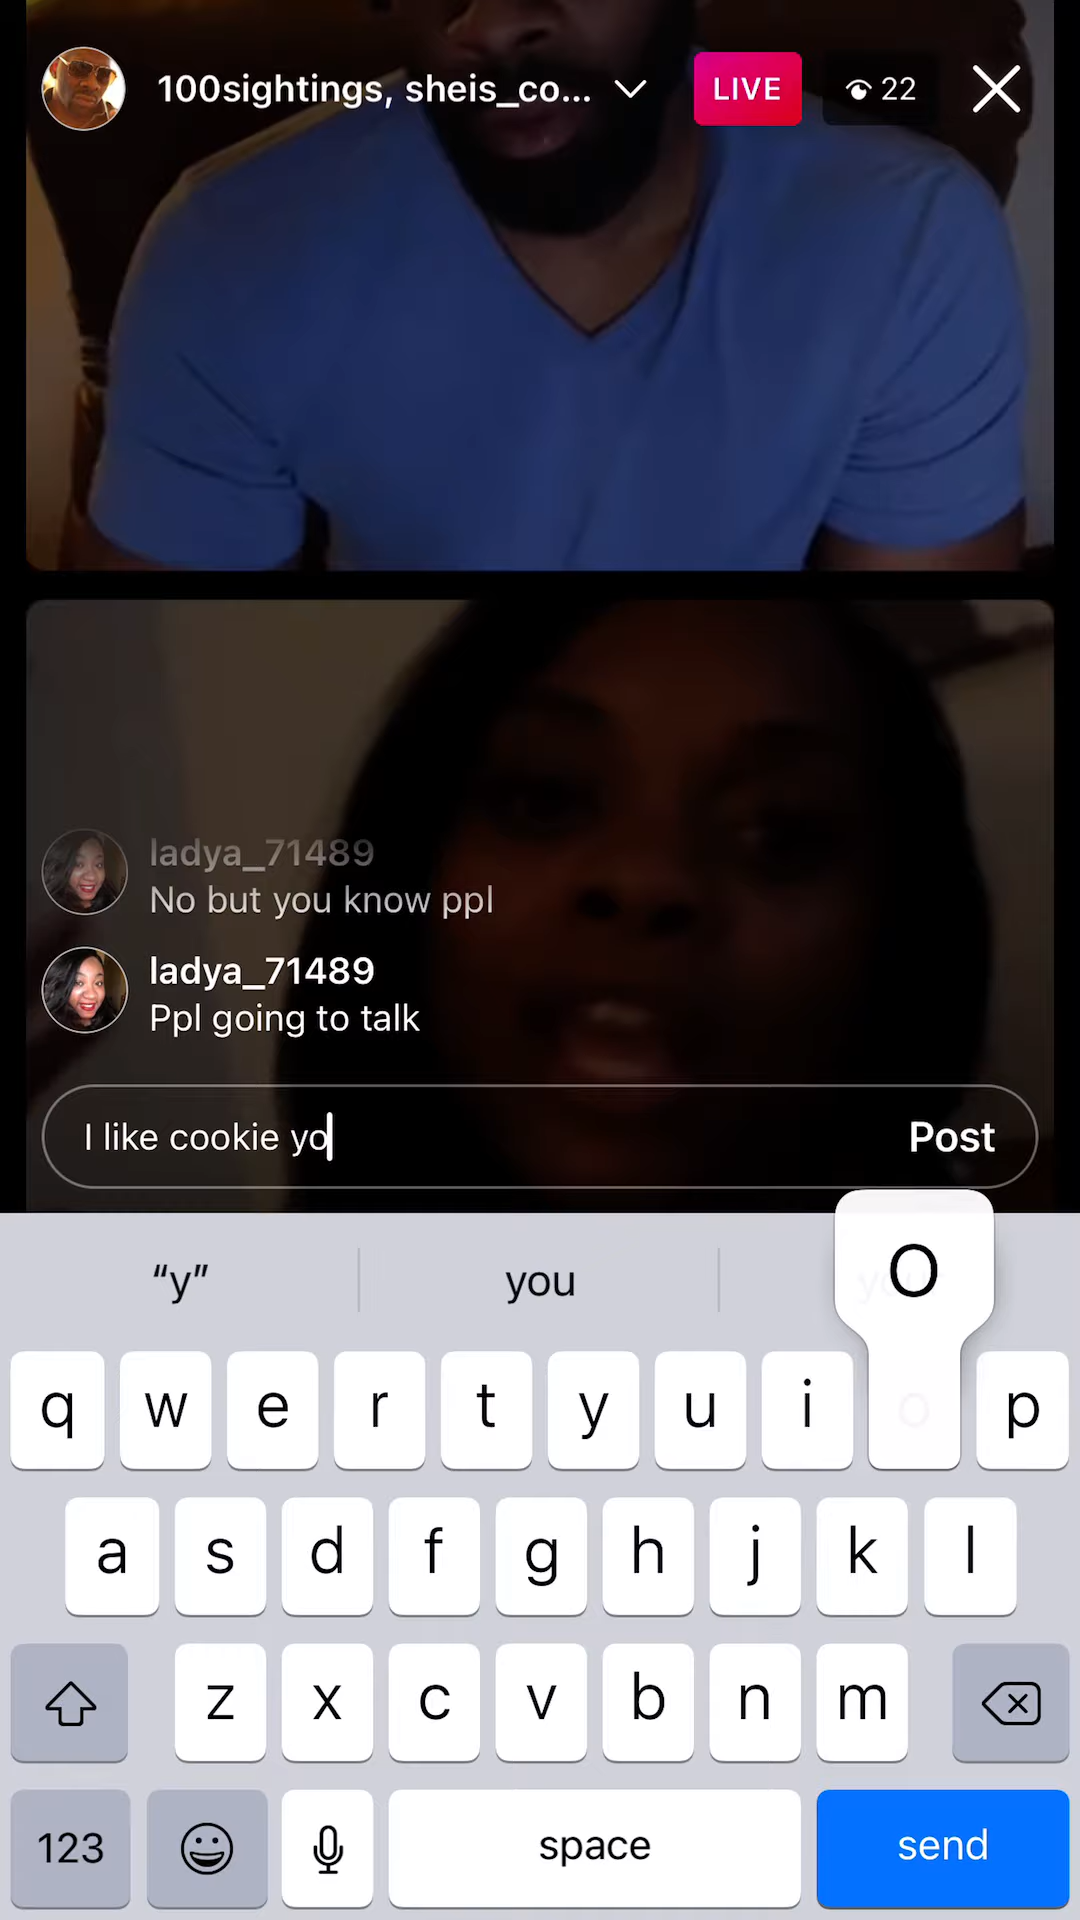 100sightings, sheis_co...
LIVE
22
ladya_71489
No but you know ppl
ladya_71489
Ppl going to talk
I like cookie yo
Post
“y”
you
O
q w e r t y u i o p
a s d f g h j k l
z x c v b n m
123
space
send